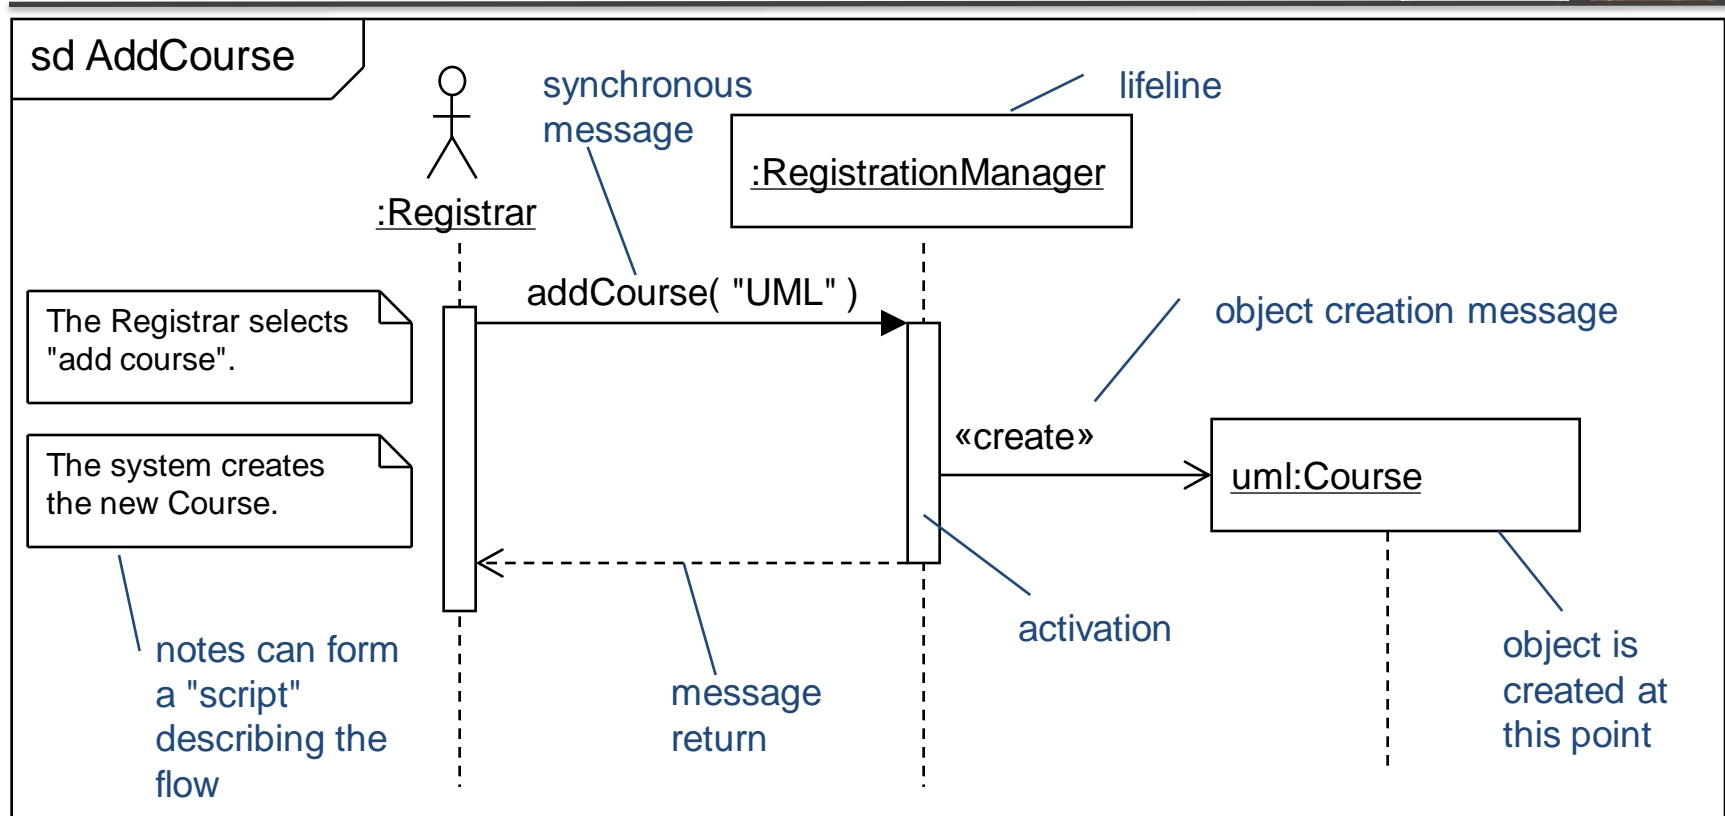 sd AddCourse
synchronous
message
lifeline
:RegistrationManager
:Registrar
addCourse( "UML" )
The Registrar selects
"add course".
object creation message
«create»
The system creates
the new Course.
uml:Course
activation
notes can form
a "script"
describing the
flow
message
return
object is
created at
this point